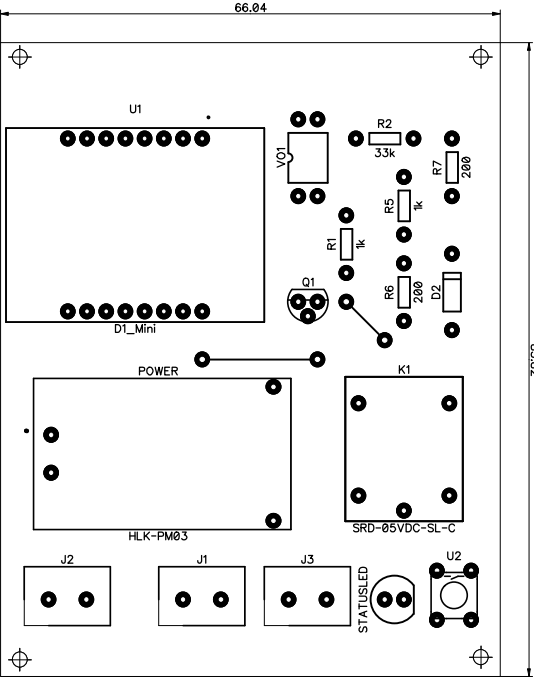 66.04
U1
R2
33k
VO1
R7
200
R5
1k
R1
1k
Q1
R6
200
D2
D1_Mini
POWER
K1
HLK-PM03
SRD-05VDC-SL-C
J2
J1
J3
STATUSLED
U2